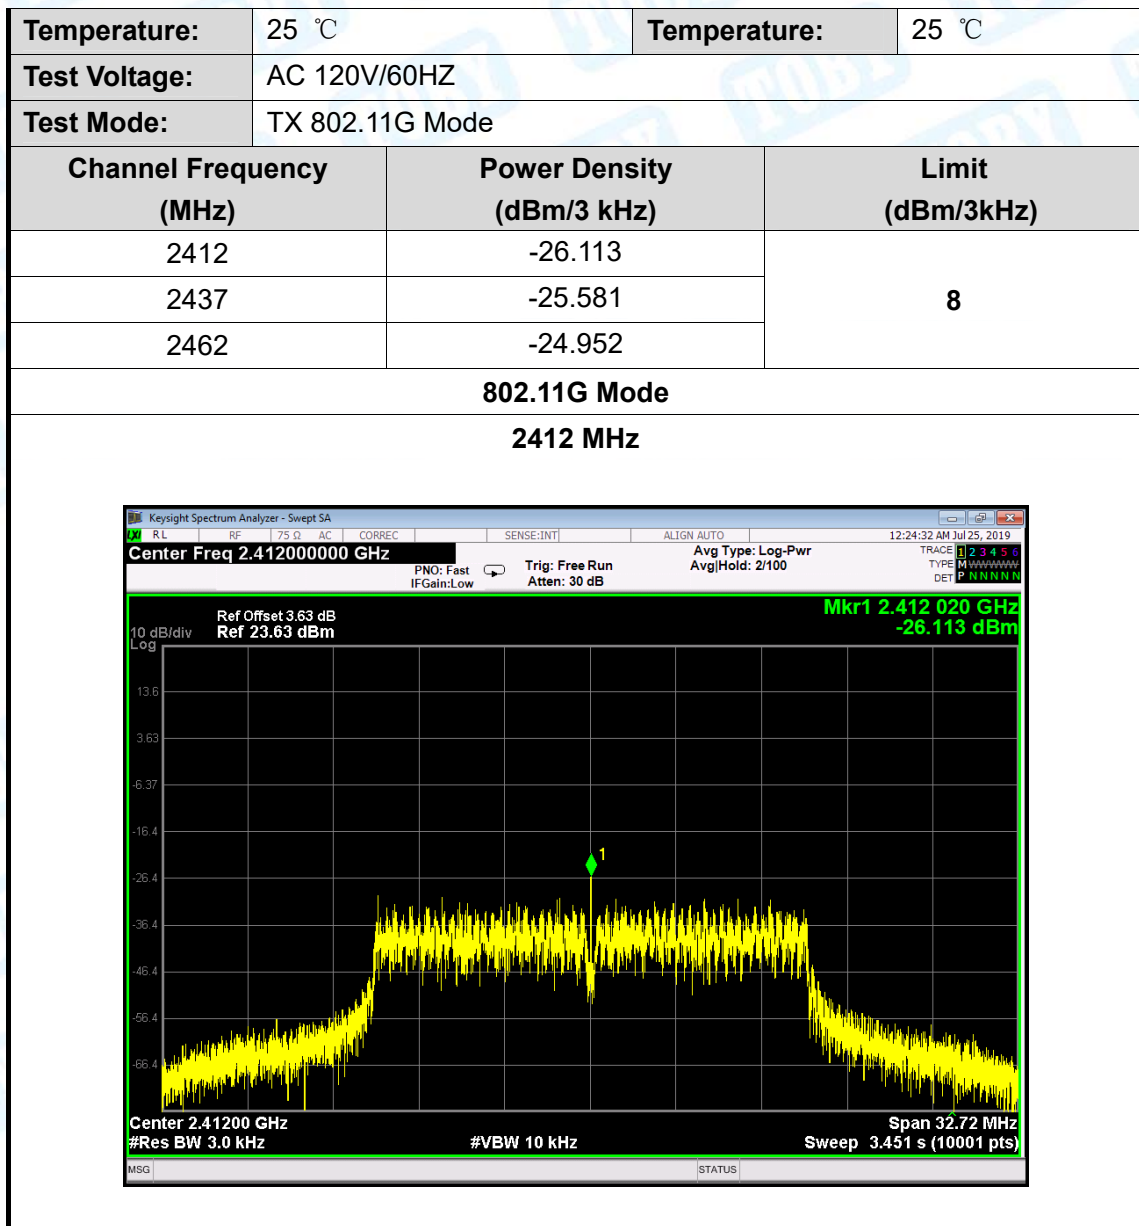 Temperature: 25 ℃ Temperature: 25 ℃
Test Voltage: AC 120V/60HZ
Test Mode: TX 802.11G Mode
Channel Frequency (MHz) Power Density (dBm/3 kHz) Limit (dBm/3kHz)
2412 -26.113
2437 -25.581 8
2462 -24.952
802.11G Mode
2412 MHz
Keysight Spectrum Analyzer - Swept SA
LXI RL RF 75 Ω AC CORREC SENSE:INT ALIGN AUTO 12:24:32 AM Jul 25, 2019
Center Freq 2.412000000 GHz Avg Type: Log-Pwr TRACE 1 2 3 4 5 6
PNO: Fast Trig: Free Run Avg|Hold: 2/100 TYPE M WWWWW
IFGain:Low Atten: 30 dB DET P N N N N N
Mkr1 2.412 020 GHz
Ref Offset 3.63 dB -26.113 dBm
10 dB/div Ref 23.63 dBm
Log
13.6
3.63
-6.37
-16.4
1
-26.4
-36.4
-46.4
-56.4
-66.4
Center 2.41200 GHz Span 32.72 MHz
#Res BW 3.0 kHz #VBW 10 kHz Sweep 3.451 s (10001 pts)
MSG STATUS
TOBY
TOBY
TOBY